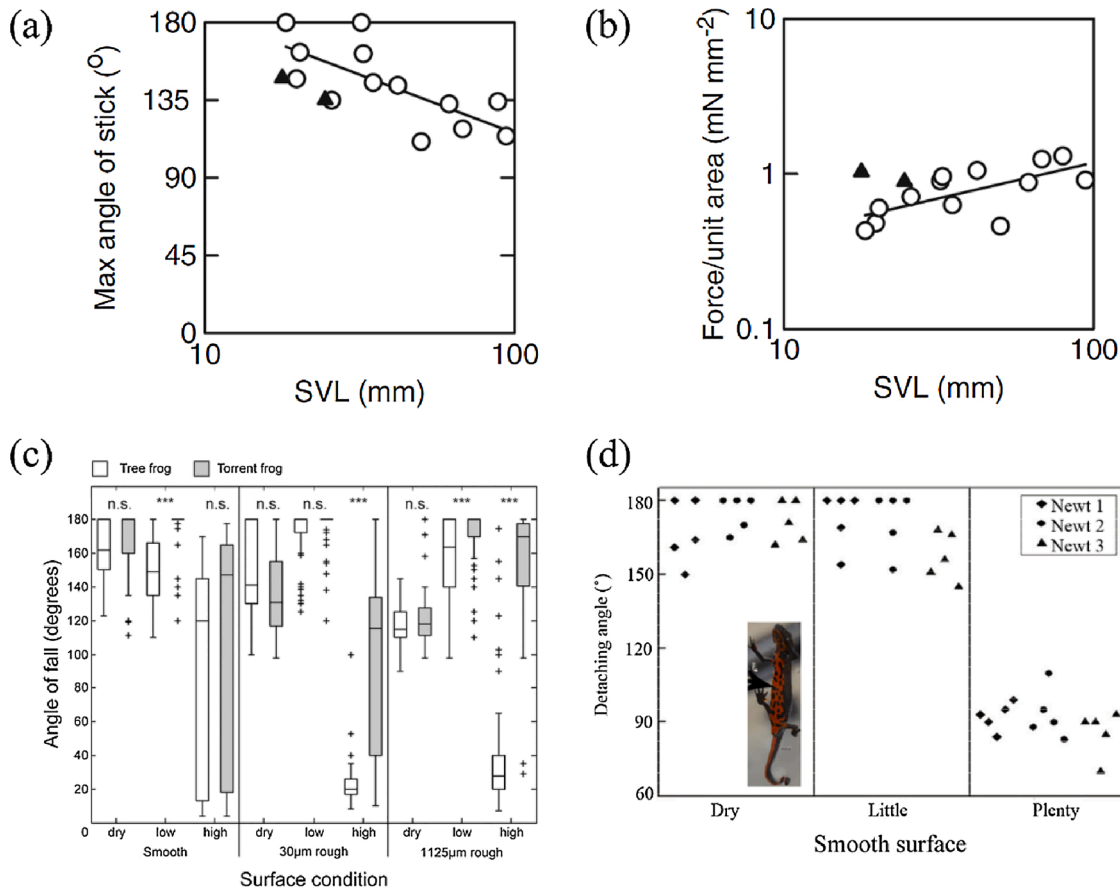 (a)
Max angle of stick (º)
180
135
90
45
0
10
100
SVL (mm)
(b)
Force/unit area (mN mm⁻²)
10
1
0.1
10
100
SVL (mm)
(c)
Tree frog
Torrent frog
Angle of fall (degrees)
n.s. *** n.s. n.s. n.s. *** n.s. *** ***
180
160
140
120
100
80
60
40
20
0
dry low high dry low high dry low high
Smooth 30µm rough 1125µm rough
Surface condition
(d)
Detaching angle (°)
180
150
120
90
60
Newt 1
Newt 2
Newt 3
Dry Little Plenty
Smooth surface